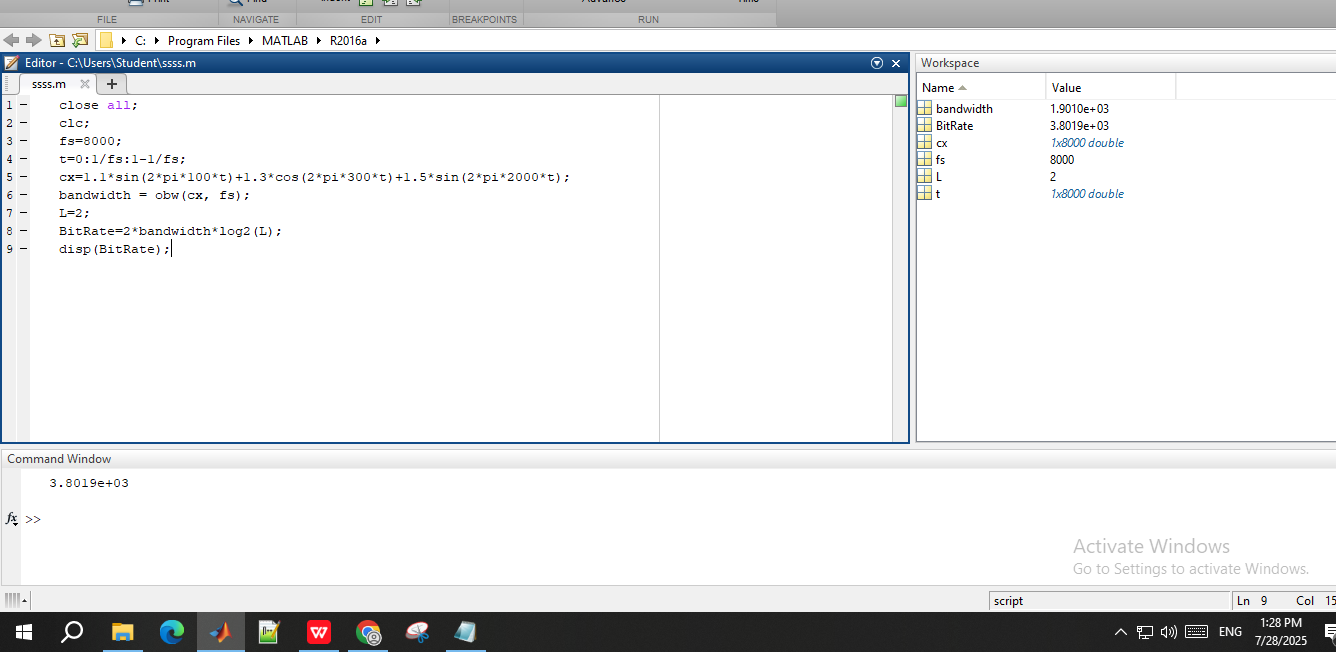 FILE
NAVIGATE
EDIT
BREAKPOINTS
RUN
C: Program Files MATLAB R2016a
Editor - C:\Users\Student\ssss.m
ssss.m
1 close all;
2 clc;
3 fs=8000;
4 t=0:1/fs:1-1/fs;
5 cx=1.1*sin(2*pi*100*t)+1.3*cos(2*pi*300*t)+1.5*sin(2*pi*2000*t);
6 bandwidth = obw(cx, fs);
7 L=2;
8 BitRate=2*bandwidth*log2(L);
9 disp(BitRate);
Workspace
Name Value
bandwidth 1.9010e+03
BitRate 3.8019e+03
cx 1x8000 double
fs 8000
L 2
t 1x8000 double
Command Window
3.8019e+03
fx >>
Activate Windows
Go to Settings to activate Windows.
script
Ln 9 Col 15
ENG
1:28 PM
7/28/2025